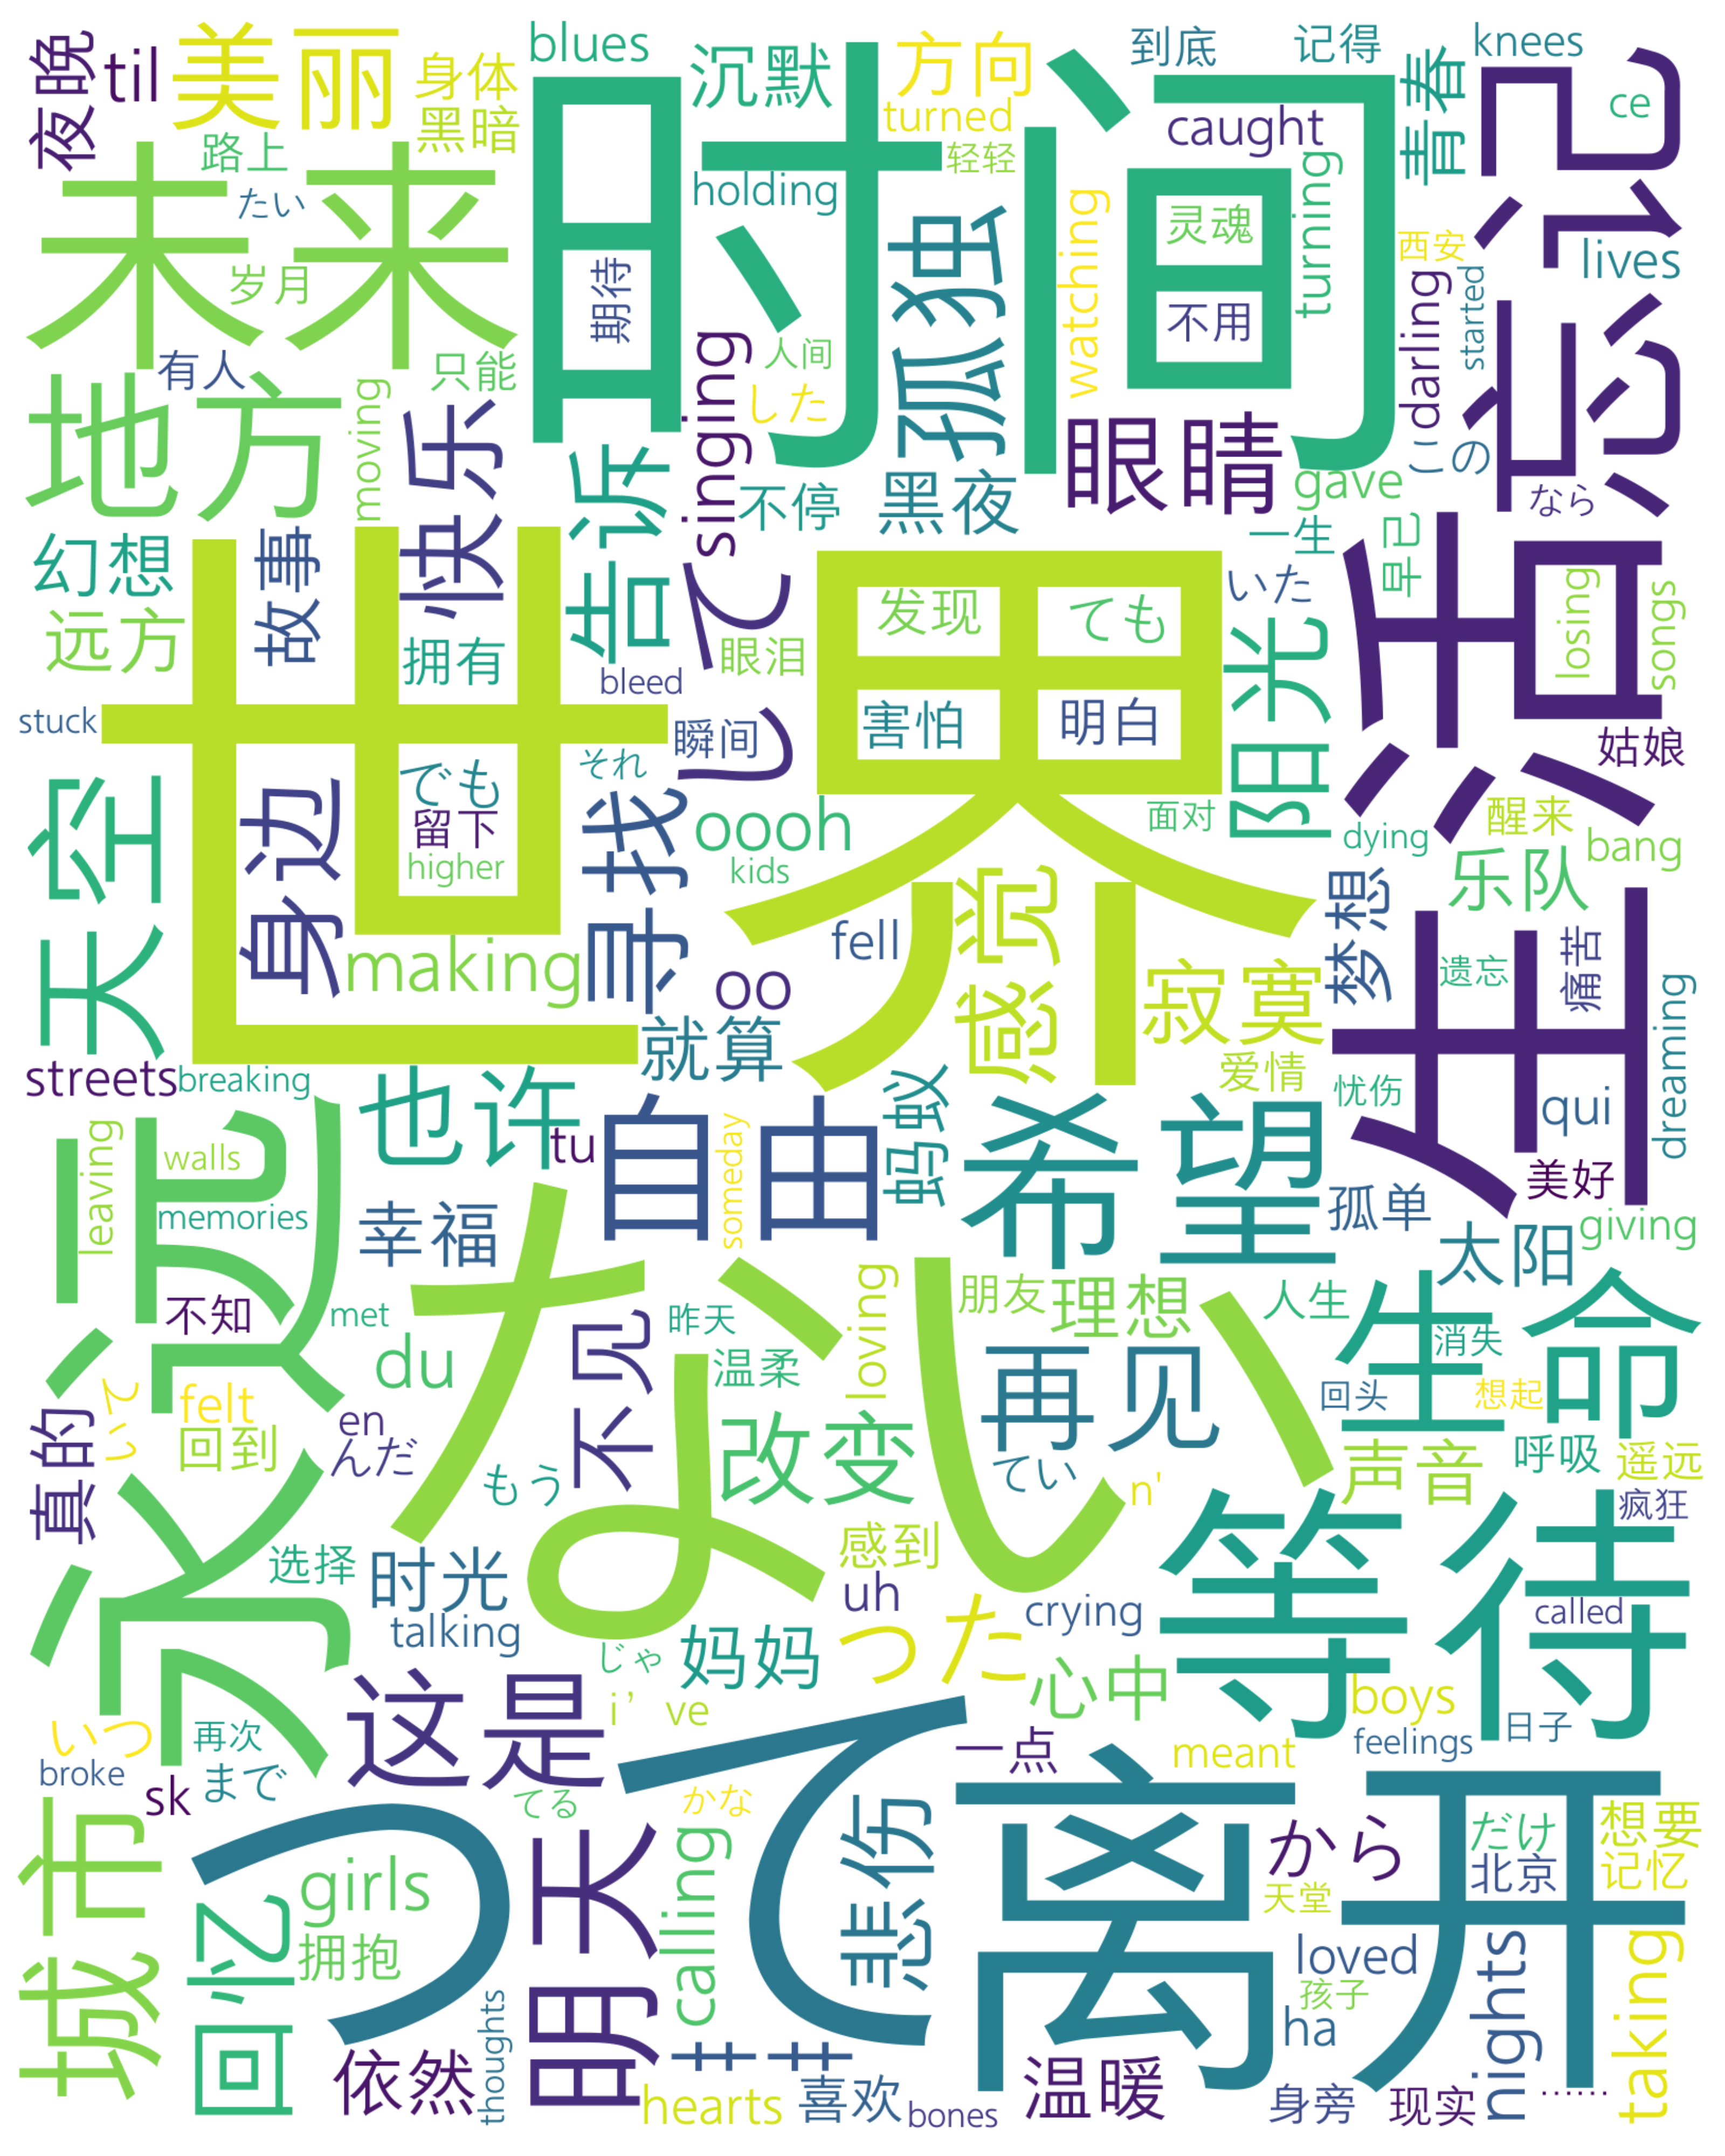 夜晚
til
美丽
身体
黑暗
blues
沉默
方向
turned
轻轻
到底
记得
knees
青春
ce
忘记
路上
たい
未来
岁月
时间
期待
holding
孤独
watching
caught
turning
灵魂
不用
西安
lives
darling
started
有人
只能
地方
moving
快乐
告诉
singing
人间
した
不停
黑夜
眼睛
gave
に
の
なら
幻想
故事
远方
拥有
bleed
して
眼泪
世界
发现
ても
害怕
明白
一生
いた
早已
阳光
生活
losing
songs
姑娘
stuck
瞬间
それ
天空
身边
でも
留下
higher
寻找
oooh
kids
面对
dying
醒来
bang
乐队
梦想
making
oo
fell
感觉
寂寞
遗忘
痛苦
dreaming
streets
breaking
就算
爱情
忧伤
qui
美好
永远
leaving
walls
memories
也许
tu
自由
someday
蚂蚁
希望
孤单
太阳
giving
幸福
不知
met
ない
不见
昨天
温柔
loving
朋友
理想
人生
生命
消失
回头
想起
真的
いて
felt
回到
du
en
んだ
もう
改变
再见
てい
n'
声音
呼吸
遥远
疯狂
选择
时光
talking
感到
uh
った
crying
等待
called
じゃ
妈妈
i’ve
心中
boys
feelings
日子
いつ
再次
broke
sk
まで
这是
って
てる
かな
一点
meant
离开
から
だけ
北京
想要
记忆
天堂
城市
回忆
girls
拥抱
明天
calling
悲伤
loved
孩子
ha
nights
taking
依然
thoughts
hearts
喜欢
bones
温暖
身旁
现实
……